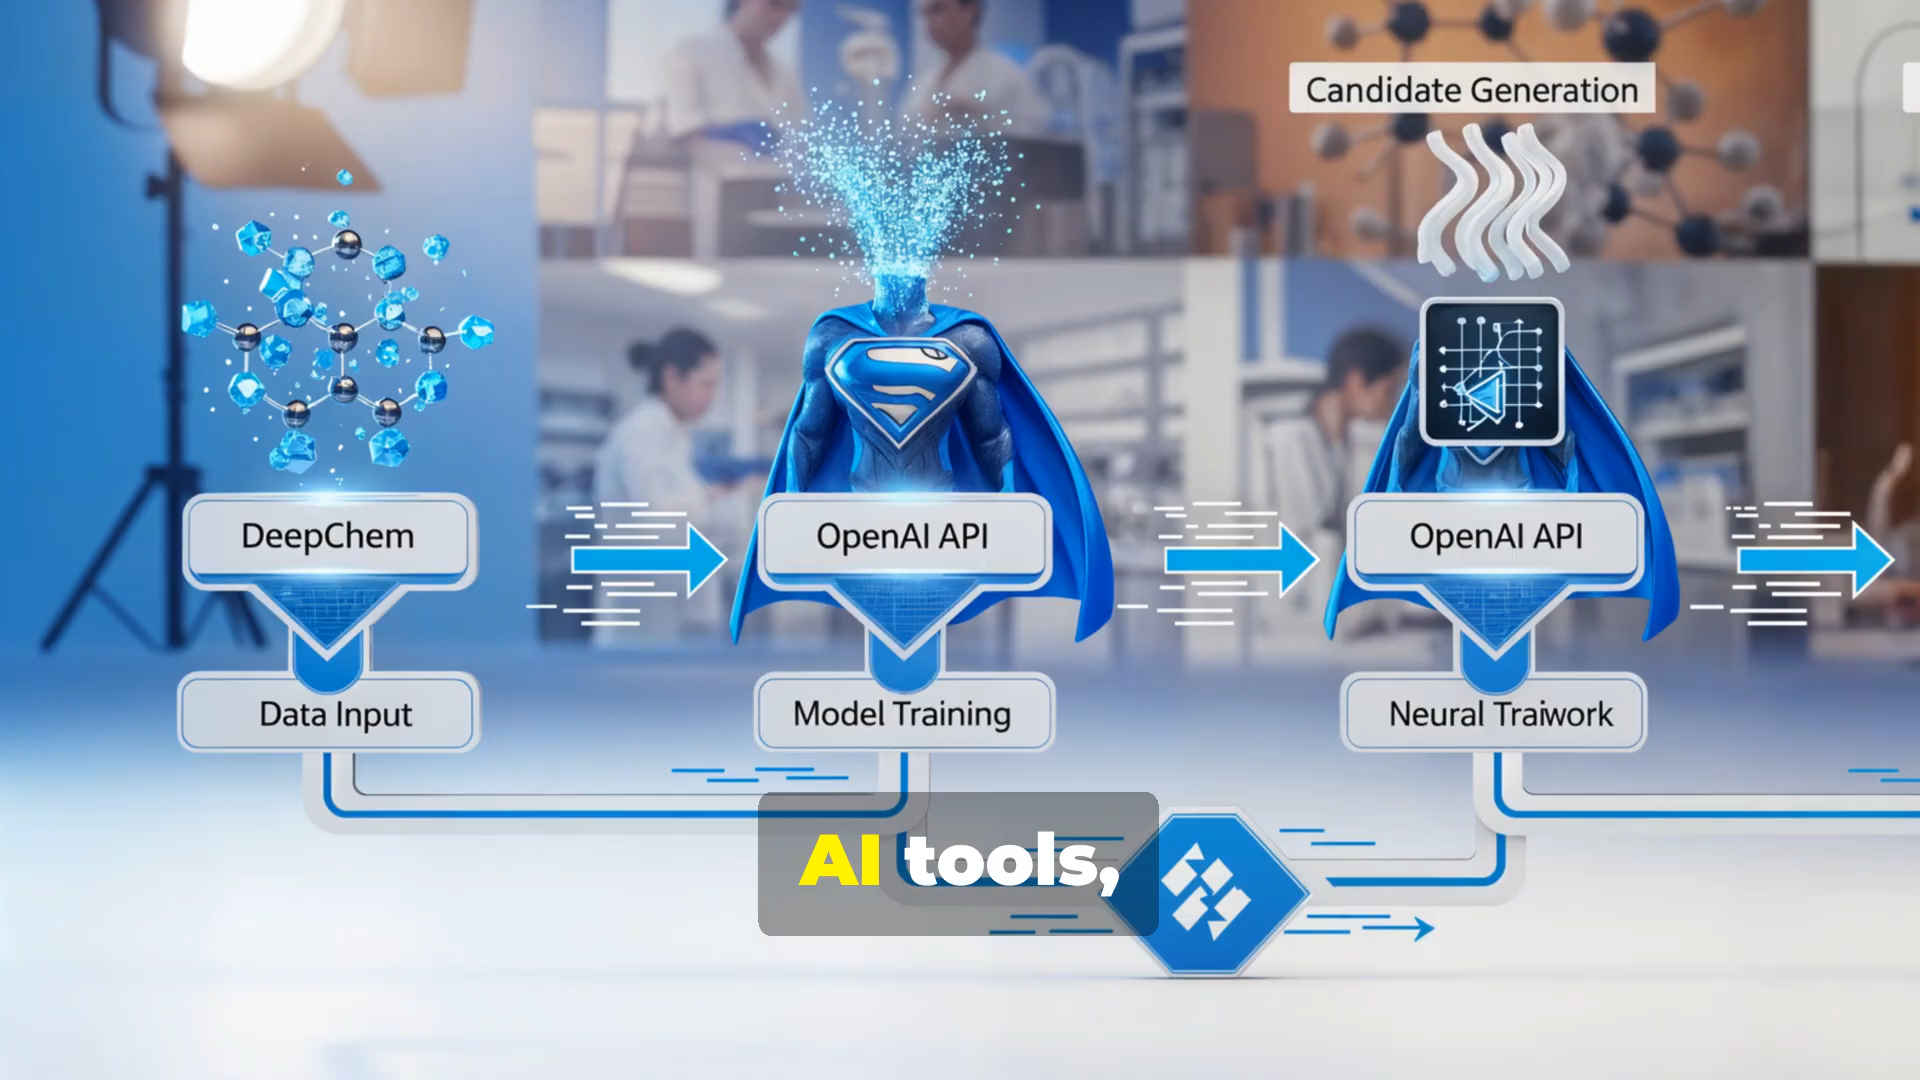 Candidate Generation
DeepChem
OpenAI API
OpenAI API
Data Input
Model Training
Neural Traiwork
AI tools,